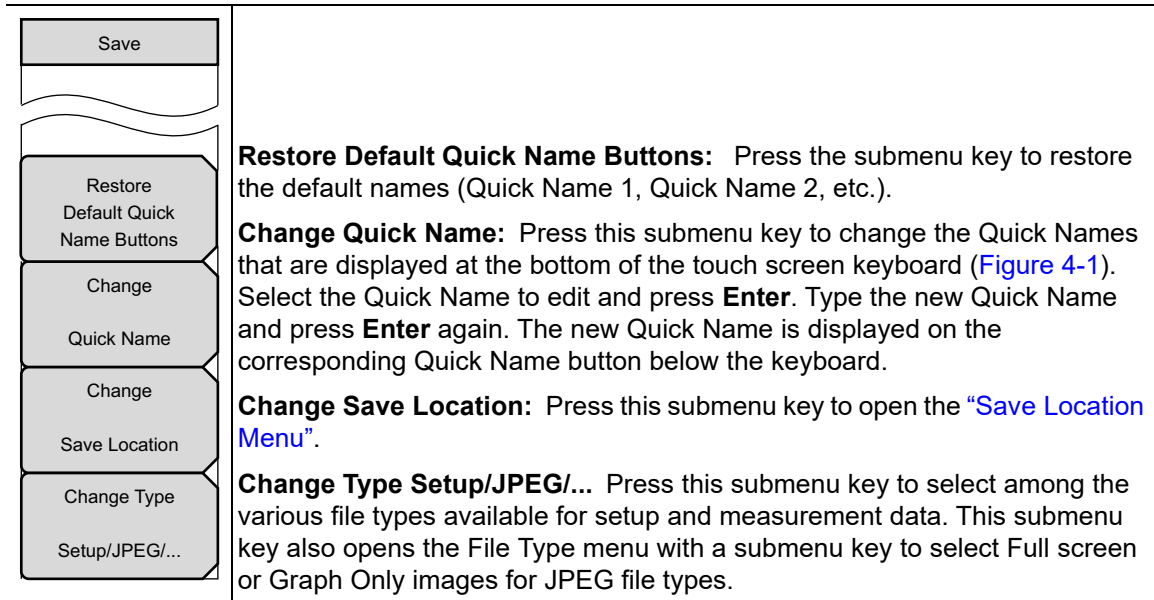 Save
Restore
Default Quick
Name Buttons
Change
Quick Name
Change
Save Location
Change Type
Setup/JPEG/...
Restore Default Quick Name Buttons: Press the submenu key to restore
the default names (Quick Name 1, Quick Name 2, etc.).
Change Quick Name: Press this submenu key to change the Quick Names
that are displayed at the bottom of the touch screen keyboard (Figure 4-1).
Select the Quick Name to edit and press Enter. Type the new Quick Name
and press Enter again. The new Quick Name is displayed on the
corresponding Quick Name button below the keyboard.
Change Save Location: Press this submenu key to open the “Save Location
Menu”.
Change Type Setup/JPEG/... Press this submenu key to select among the
various file types available for setup and measurement data. This submenu
key also opens the File Type menu with a submenu key to select Full screen
or Graph Only images for JPEG file types.